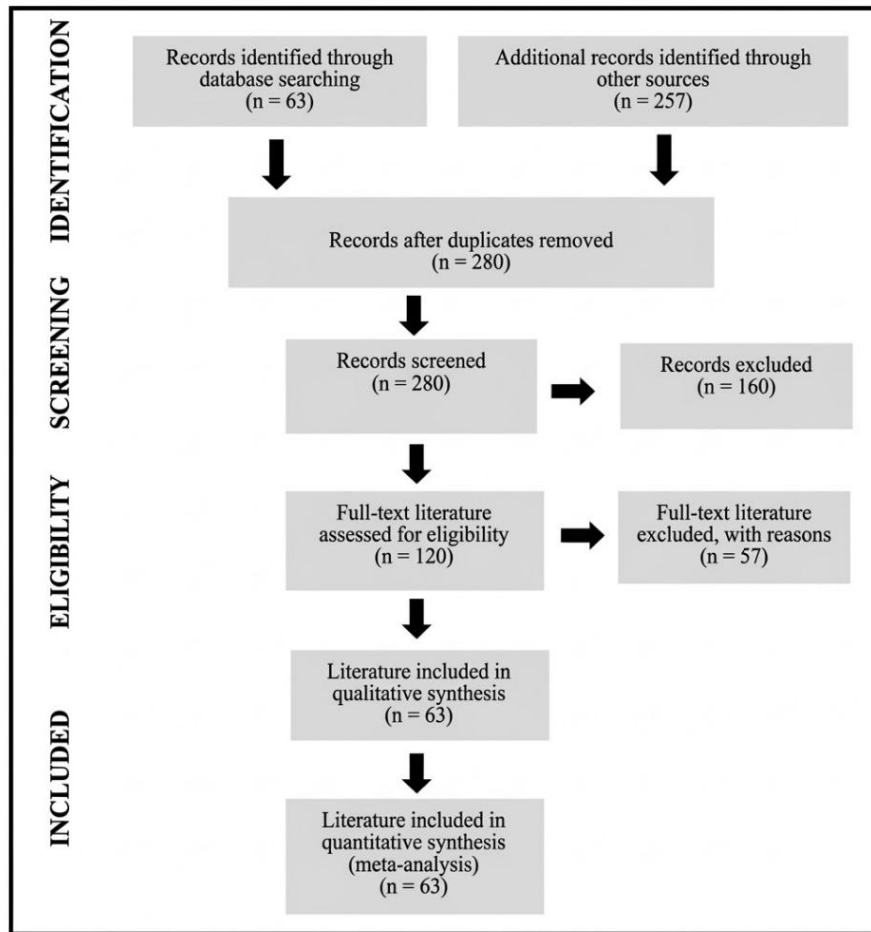 IDENTIFICATION
Records identified through
database searching
(n = 63)
Additional records identified through
other sources
(n = 257)
Records after duplicates removed
(n = 280)
SCREENING
Records screened
(n = 280)
Records excluded
(n = 160)
ELIGIBILITY
Full-text literature
assessed for eligibility
(n = 120)
Full-text literature
excluded, with reasons
(n = 57)
INCLUDED
Literature included in
qualitative synthesis
(n = 63)
Literature included in
quantitative synthesis
(meta-analysis)
(n = 63)